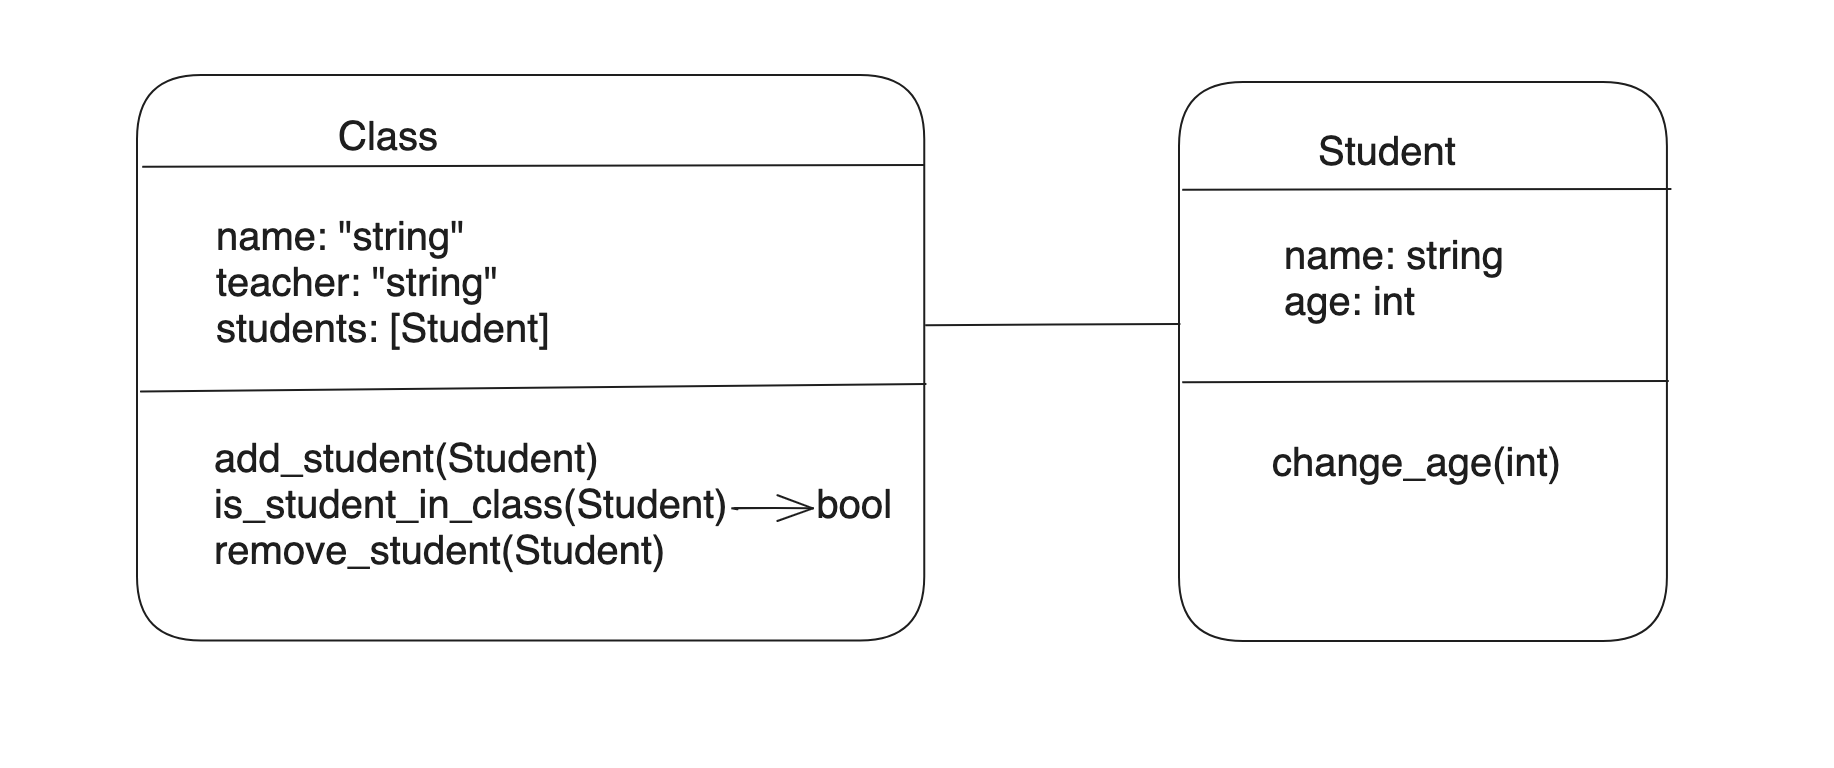 Class
name: "string"
teacher: "string"
students: [Student]
add_student(Student)
is_student_in_class(Student) bool
remove_student(Student)
Student
name: string
age: int
change_age(int)